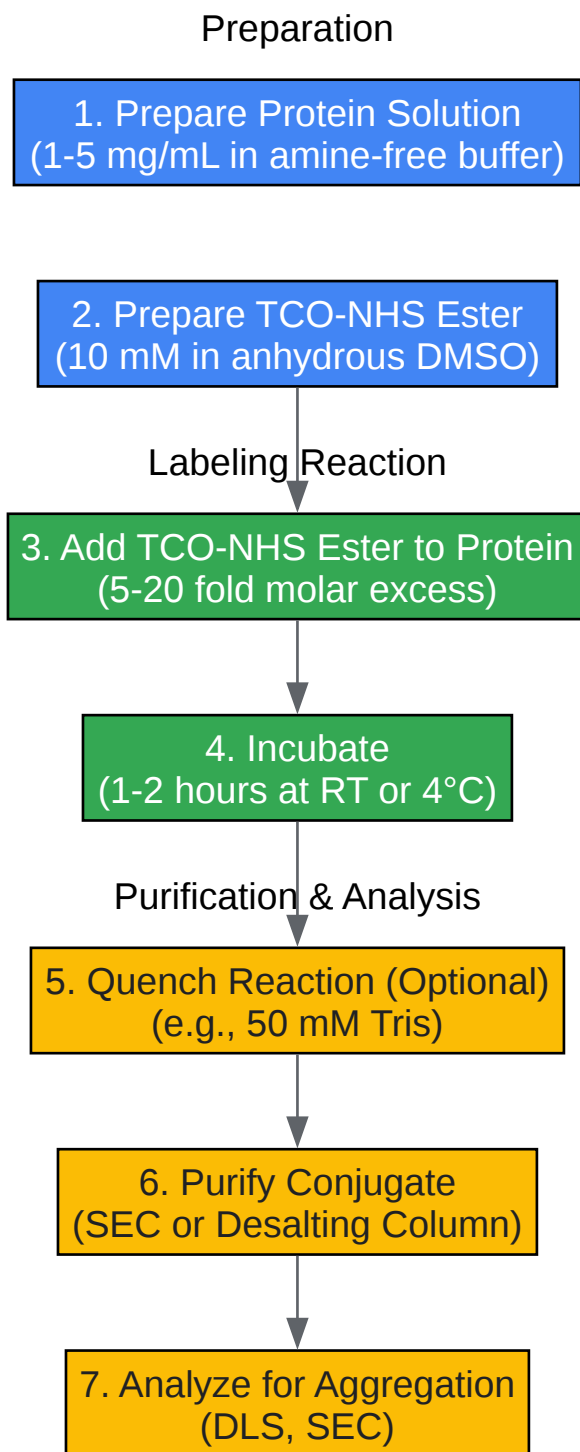 Preparation
1. Prepare Protein Solution
(1-5 mg/mL in amine-free buffer)
2. Prepare TCO-NHS Ester
(10 mM in anhydrous DMSO)
Labeling Reaction
3. Add TCO-NHS Ester to Protein
(5-20 fold molar excess)
4. Incubate
(1-2 hours at RT or 4°C)
Purification & Analysis
5. Quench Reaction (Optional)
(e.g., 50 mM Tris)
6. Purify Conjugate
(SEC or Desalting Column)
7. Analyze for Aggregation
(DLS, SEC)